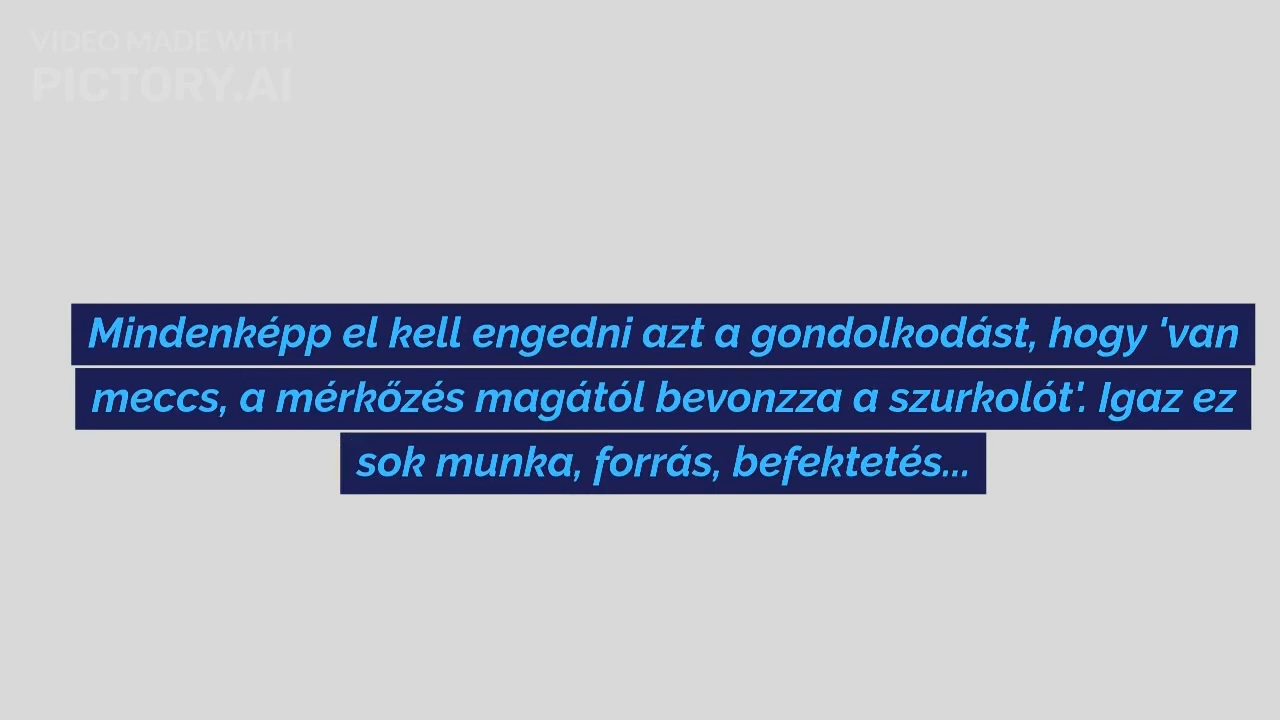 VIDEO MADE WITH
PICTORY.AI
Mindenképp el kell engedni azt a gondolkodást, hogy 'van
meccs, a mérkőzés magától bevonzza a szurkolót'. Igaz ez
sok munka, forrás, befektetés...